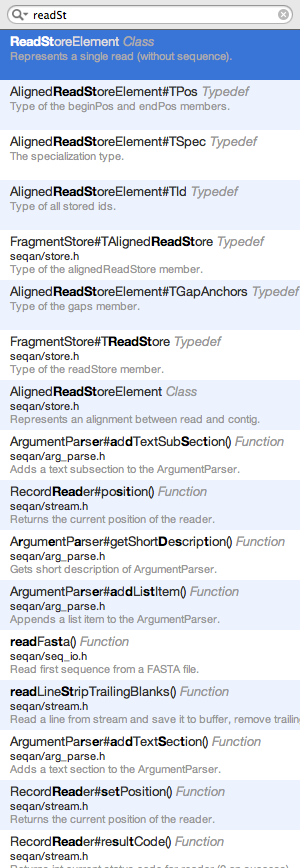 readSt
ReadStoreElement Class
Represents a single read (without sequence).
AlignedReadStoreElement#TPos Typedef
Type of the beginPos and endPos members.
AlignedReadStoreElement#TSpec Typedef
The specialization type.
AlignedReadStoreElement#TId Typedef
Type of all stored ids.
FragmentStore#TAlignedReadStore Typedef
seqan/store.h
Type of the alignedReadStore member.
AlignedReadStoreElement#TGapAnchors Typedef
Type of the gaps member.
FragmentStore#TReadStore Typedef
seqan/store.h
Type of the readStore member.
AlignedReadStoreElement Class
seqan/store.h
Represents an alignment between read and contig.
ArgumentParser#addTextSubSection() Function
seqan/arg_parse.h
Adds a text subsection to the ArgumentParser.
RecordReader#position() Function
seqan/stream.h
Returns the current position of the reader.
ArgumentParser#getShortDescription() Function
seqan/arg_parse.h
Gets short description of ArgumentParser.
ArgumentParser#addListItem() Function
seqan/arg_parse.h
Appends a list item to the ArgumentParser.
readFasta() Function
seqan/seq_io.h
Read first sequence from a FASTA file.
readLineStripTrailingBlanks() Function
seqan/stream.h
Read a line from stream and save it to buffer, remove trailin
ArgumentParser#addTextSection() Function
seqan/arg_parse.h
Adds a text section to the ArgumentParser.
RecordReader#setPosition() Function
seqan/stream.h
Returns the current position of the reader.
RecordReader#resultCode() Function
seqan/stream.h